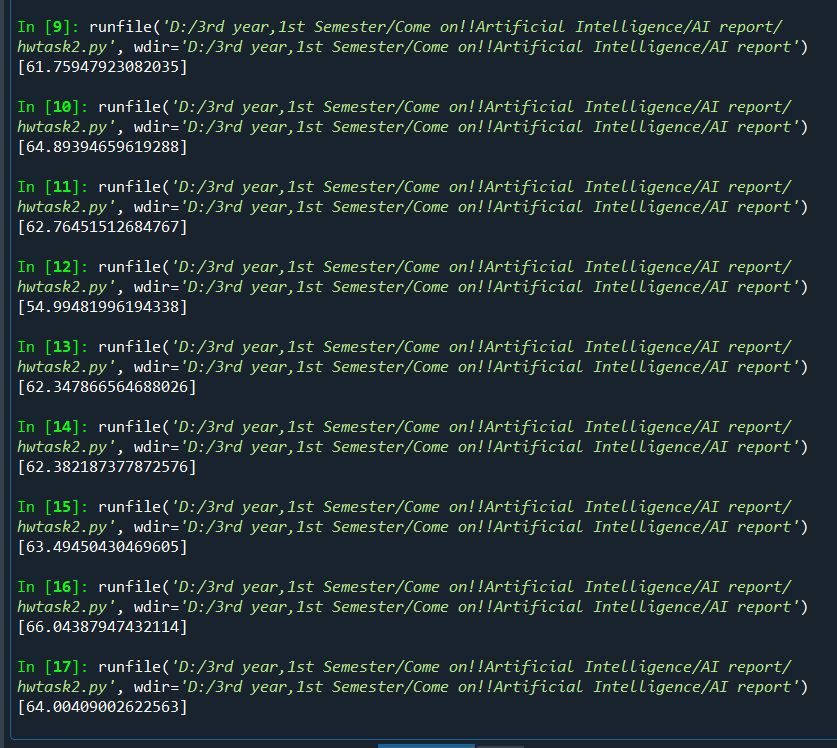 In [9]: runfile('D:/3rd year,1st Semester/Come on!!Artificial Intelligence/AI report/
hwtask2.py', wdir='D:/3rd year,1st Semester/Come on!!Artificial Intelligence/AI report')
[61.75947923082035]
In [10]: runfile('D:/3rd year,1st Semester/Come on!!Artificial Intelligence/AI report/
hwtask2.py', wdir='D:/3rd year,1st Semester/Come on!!Artificial Intelligence/AI report')
[64.89394659619288]
In [11]: runfile('D:/3rd year,1st Semester/Come on!!Artificial Intelligence/AI report/
hwtask2.py', wdir='D:/3rd year,1st Semester/Come on!!Artificial Intelligence/AI report')
[62.76451512684767]
In [12]: runfile('D:/3rd year,1st Semester/Come on!!Artificial Intelligence/AI report/
hwtask2.py', wdir='D:/3rd year,1st Semester/Come on!!Artificial Intelligence/AI report')
[54.99481996194338]
In [13]: runfile('D:/3rd year,1st Semester/Come on!!Artificial Intelligence/AI report/
hwtask2.py', wdir='D:/3rd year,1st Semester/Come on!!Artificial Intelligence/AI report')
[62.347866564688026]
In [14]: runfile('D:/3rd year,1st Semester/Come on!!Artificial Intelligence/AI report/
hwtask2.py', wdir='D:/3rd year,1st Semester/Come on!!Artificial Intelligence/AI report')
[62.382187377872576]
In [15]: runfile('D:/3rd year,1st Semester/Come on!!Artificial Intelligence/AI report/
hwtask2.py', wdir='D:/3rd year,1st Semester/Come on!!Artificial Intelligence/AI report')
[63.49450430469605]
In [16]: runfile('D:/3rd year,1st Semester/Come on!!Artificial Intelligence/AI report/
hwtask2.py', wdir='D:/3rd year,1st Semester/Come on!!Artificial Intelligence/AI report')
[66.04387947432114]
In [17]: runfile('D:/3rd year,1st Semester/Come on!!Artificial Intelligence/AI report/
hwtask2.py', wdir='D:/3rd year,1st Semester/Come on!!Artificial Intelligence/AI report')
[64.00409002622563]